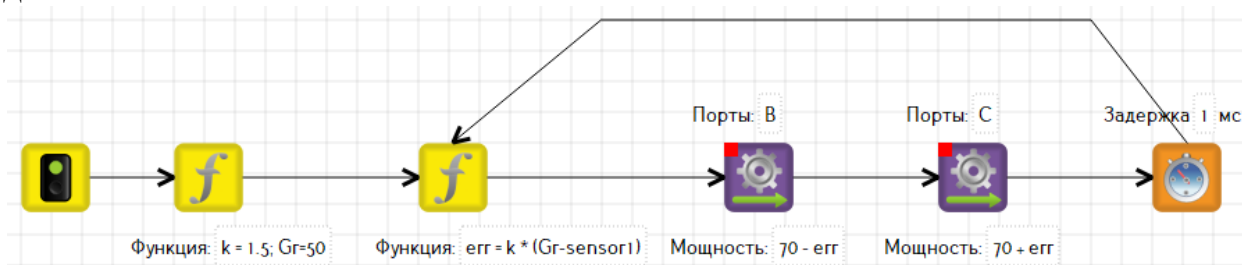 Порты: B
Порты: C
Задержка 1 мс
Функция: k = 1.5; Gr=50
Функция: err = k * (Gr-sensor1)
Мощность: 70 - err
Мощность: 70 + err